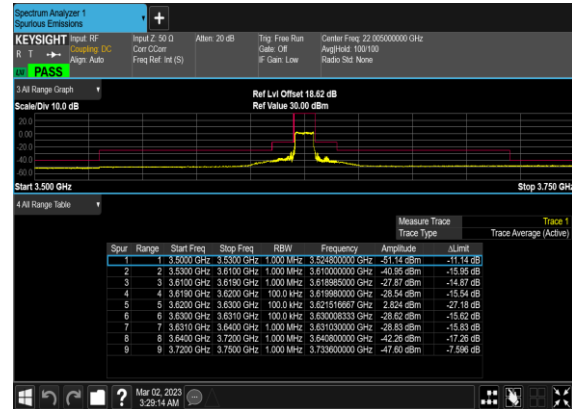 Spectrum Analyzer 1
Spurious Emissions
KEYSIGHT
R T
PASS
Input: RF
Coupling: DC
Align: Auto
Input Z: 50 Ω
Corr CCorr
Freq Ref: Int (S)
Atten: 20 dB
Trig: Free Run
Gate: Off
IF Gain: Low
Center Freq: 22.005000000 GHz
Avg|Hold: 100/100
Radio Std: None
3 All Range Graph
Scale/Div 10.0 dB
Ref Lvl Offset 18.62 dB
Ref Value 30.00 dBm
20.0
0.00
-20.0
-40.0
-60.0
Start 3.500 GHz
Stop 3.750 GHz
4 All Range Table
Measure Trace Trace 1
Trace Type Trace Average (Active)
Spur Range Start Freq Stop Freq RBW Frequency Amplitude ΔLimit
1 1 3.5000 GHz 3.5300 GHz 1.000 MHz 3.524800000 GHz -51.14 dBm -11.14 dB
2 2 3.5300 GHz 3.6100 GHz 1.000 MHz 3.610000000 GHz -40.95 dBm -15.95 dB
3 3 3.6100 GHz 3.6190 GHz 1.000 MHz 3.618985000 GHz -27.87 dBm -14.87 dB
4 4 3.6190 GHz 3.6200 GHz 100.0 kHz 3.619980000 GHz -28.54 dBm -15.54 dB
5 5 3.6200 GHz 3.6300 GHz 100.0 kHz 3.621516667 GHz 2.824 dBm -27.18 dB
6 6 3.6300 GHz 3.6310 GHz 100.0 kHz 3.630008333 GHz -28.62 dBm -15.62 dB
7 7 3.6310 GHz 3.6400 GHz 1.000 MHz 3.631030000 GHz -28.83 dBm -15.83 dB
8 8 3.6400 GHz 3.7200 GHz 1.000 MHz 3.640800000 GHz -42.26 dBm -17.26 dB
9 9 3.7200 GHz 3.7500 GHz 1.000 MHz 3.733600000 GHz -47.60 dBm -7.596 dB
Mar 02, 2023
3:29:14 AM